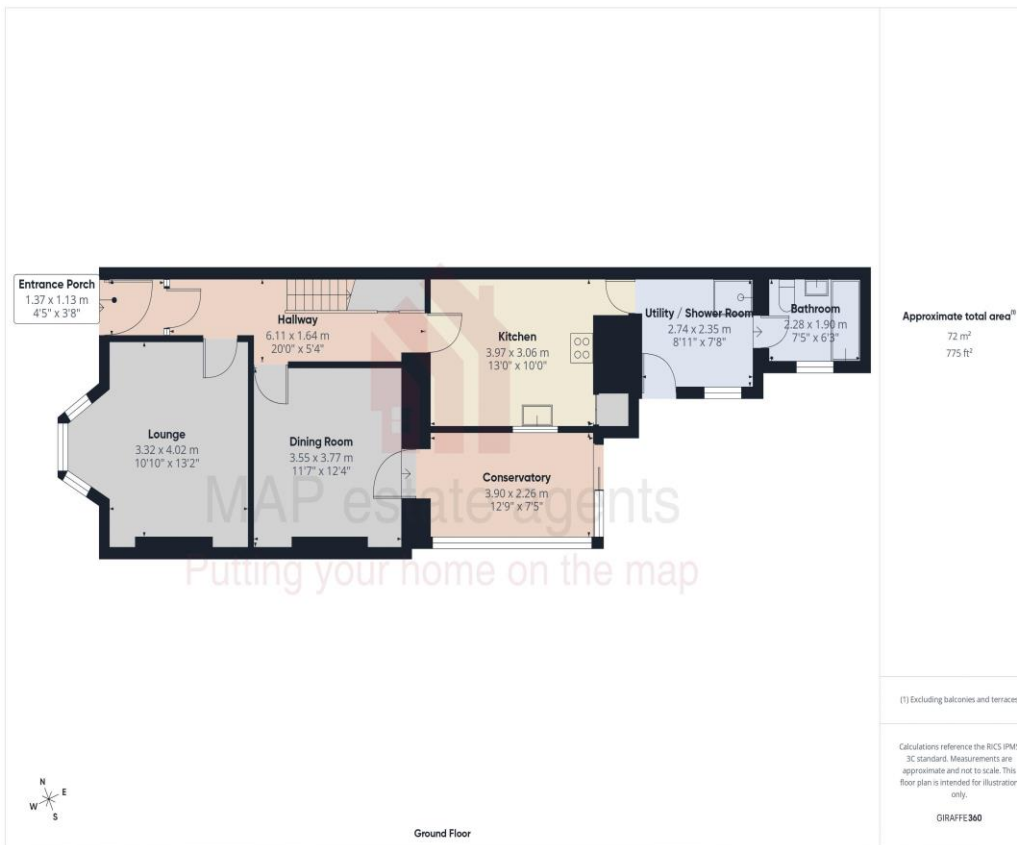 Entrance Porch
1.37 x 1.13 m
4'5" x 3'8"
Hallway
6.11 x 1.64 m
20'0" x 5'4"
Kitchen
3.97 x 3.06 m
13'0" x 10'0"
Utility / Shower Room
2.74 x 2.35 m
8'11" x 7'8"
Bathroom
2.28 x 1.90 m
7'5" x 6'3"
Lounge
3.32 x 4.02 m
10'10" x 13'2"
Dining Room
3.55 x 3.77 m
11'7" x 12'4"
Conservatory
3.90 x 2.26 m
12'9" x 7'5"
MAP estate agents
Putting your home on the map
N
E
W
S
Ground Floor
Approximate total area(1)
72 m²
775 ft²
(1) Excluding balconies and terraces
Calculations reference the RICS IPMS
3C standard. Measurements are
approximate and not to scale. This
floor plan is intended for illustration
only.
GIRAFFE360